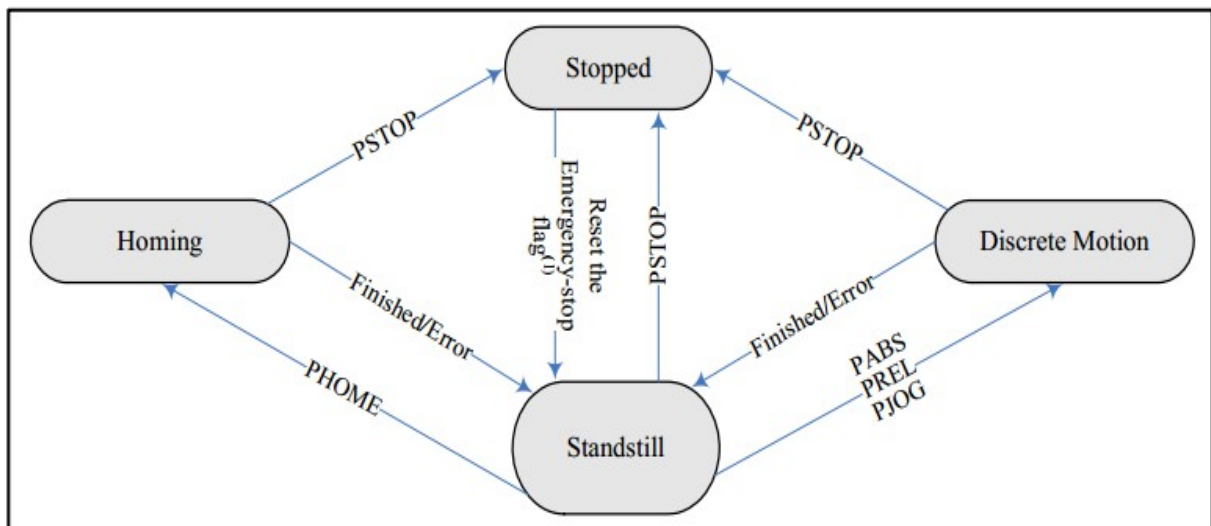 Stopped
PSTOP
PSTOP
Reset the
Emergency-stop
flag(1)
PSTOP
Homing
Discrete Motion
Finished/Error
Finished/Error
PHOME
PABS
PREL
PJOG
Standstill